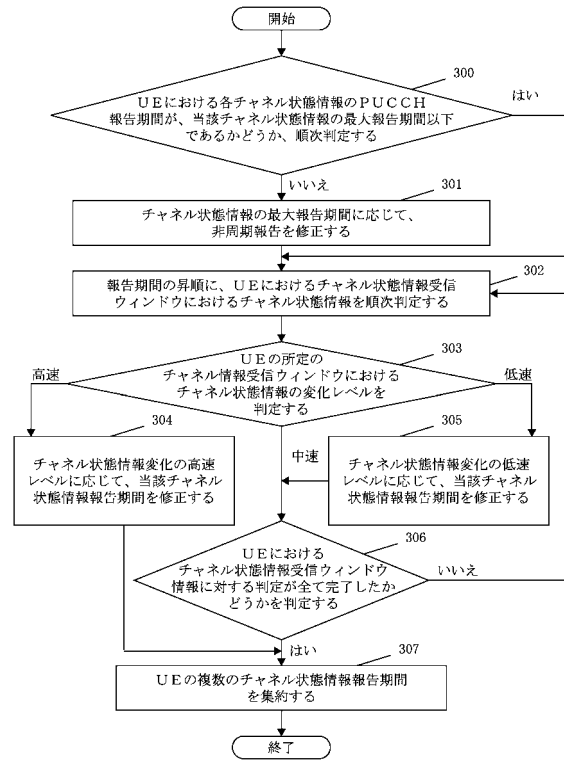 開始
300
UEにおける各チャネル状態情報のPUCCH
報告期間が、当該チャネル状態情報の最大報告期間以下
であるかどうか、順次判定する
はい
いいえ
301
チャネル状態情報の最大報告期間に応じて、
非周期報告を修正する
302
報告期間の昇順に、UEにおけるチャネル状態情報受信
ウィンドウにおけるチャネル状態情報を順次判定する
303
UEの所定の
チャネル情報受信ウィンドウにおける
チャネル状態情報の変化レベルを
判定する
高速
低速
304
チャネル状態情報変化の高速
レベルに応じて、当該チャネル
状態情報報告期間を修正する
中速
305
チャネル状態情報変化の低速
レベルに応じて、当該チャネル
状態情報報告期間を修正する
306
UEにおける
チャネル状態情報受信ウィンドウ
情報に対する判定が全て完了したか
どうかを判定する
いいえ
はい
307
UEの複数のチャネル状態情報報告期間
を集約する
終了